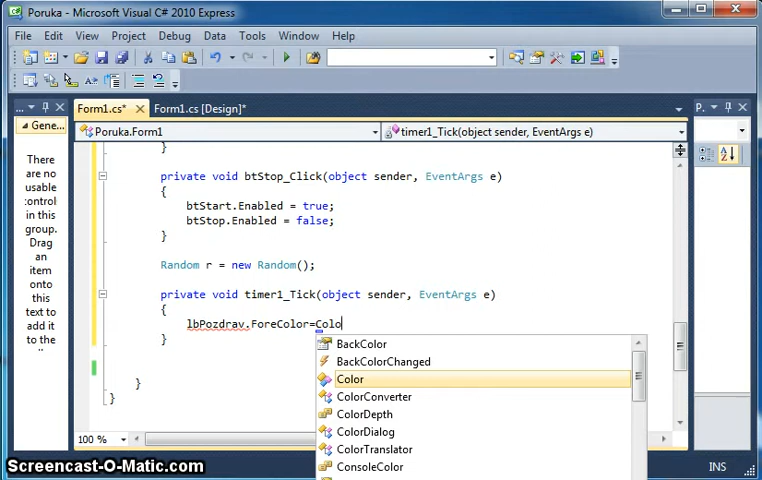 Poruka - Microsoft Visual C# 2010 Express
File Edit View Project Debug Data Tools Window Help
... Form1.cs* Form1.cs [Design]* P..
Gene...
Poruka.Form1 timer1_Tick(object sender, EventArgs e)
There
are no
usable
control
in this
group.
Drag
an
item
onto
this
text to
add it
to the
}
private void btStop_Click(object sender, EventArgs e)
{
btStart.Enabled = true;
btStop.Enabled = false;
}
Random r = new Random();
private void timer1_Tick(object sender, EventArgs e)
{
lbPozdrav.ForeColor=Colo
}
}
}
BackColor
BackColorChanged
Color
ColorConverter
ColorDepth
ColorDialog
ColorTranslator
ConsoleColor
100 %
Screencast-O-Matic.com
INS